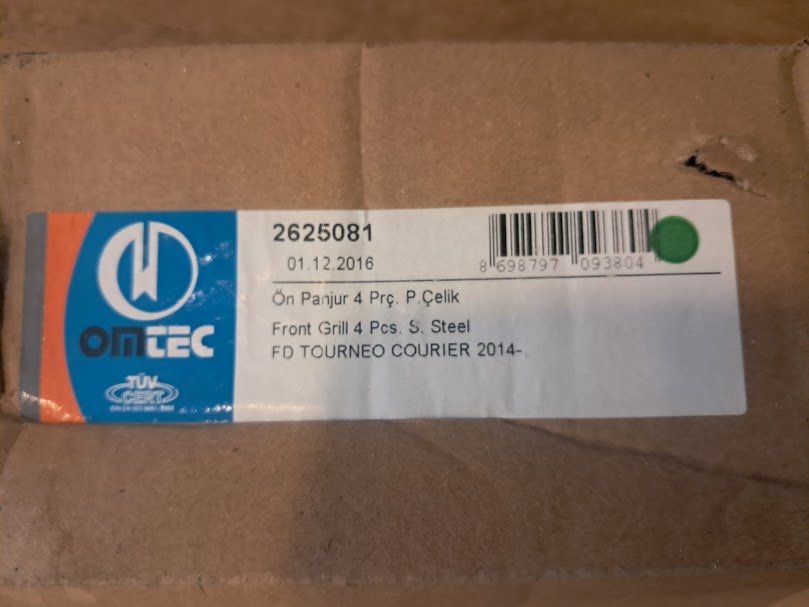 2625081
01.12.2016
8 698797 093804
Ön Panjur 4 Prç. P.Çelik
Front Grill 4 Pcs. S. Steel
FD TOURNEO COURIER 2014-.
OMTEC
TÜV
CERT